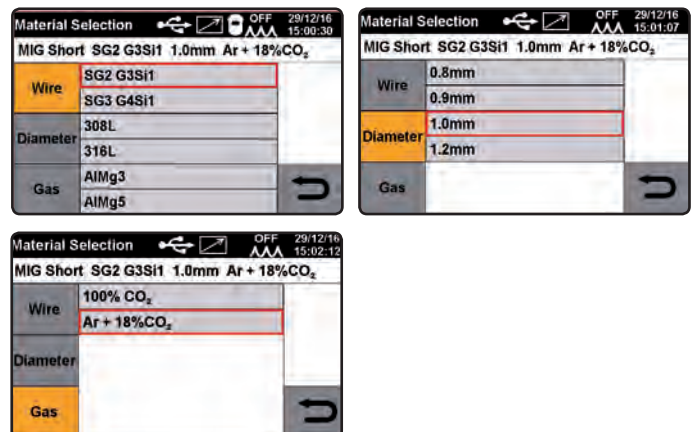 Material Selection OFF 29/12/16
15:00:30
MIG Short SG2 G3Si1 1.0mm Ar + 18%CO₂
Wire
SG2 G3Si1
SG3 G4Si1
Diameter
308L
316L
Gas
AlMg3
AlMg5
Material Selection OFF 29/12/16
15:01:07
MIG Short SG2 G3Si1 1.0mm Ar + 18%CO₂
Wire
0.8mm
0.9mm
Diameter
1.0mm
1.2mm
Gas
Material Selection OFF 29/12/16
15:02:12
MIG Short SG2 G3Si1 1.0mm Ar + 18%CO₂
Wire
100% CO₂
Ar + 18%CO₂
Diameter
Gas